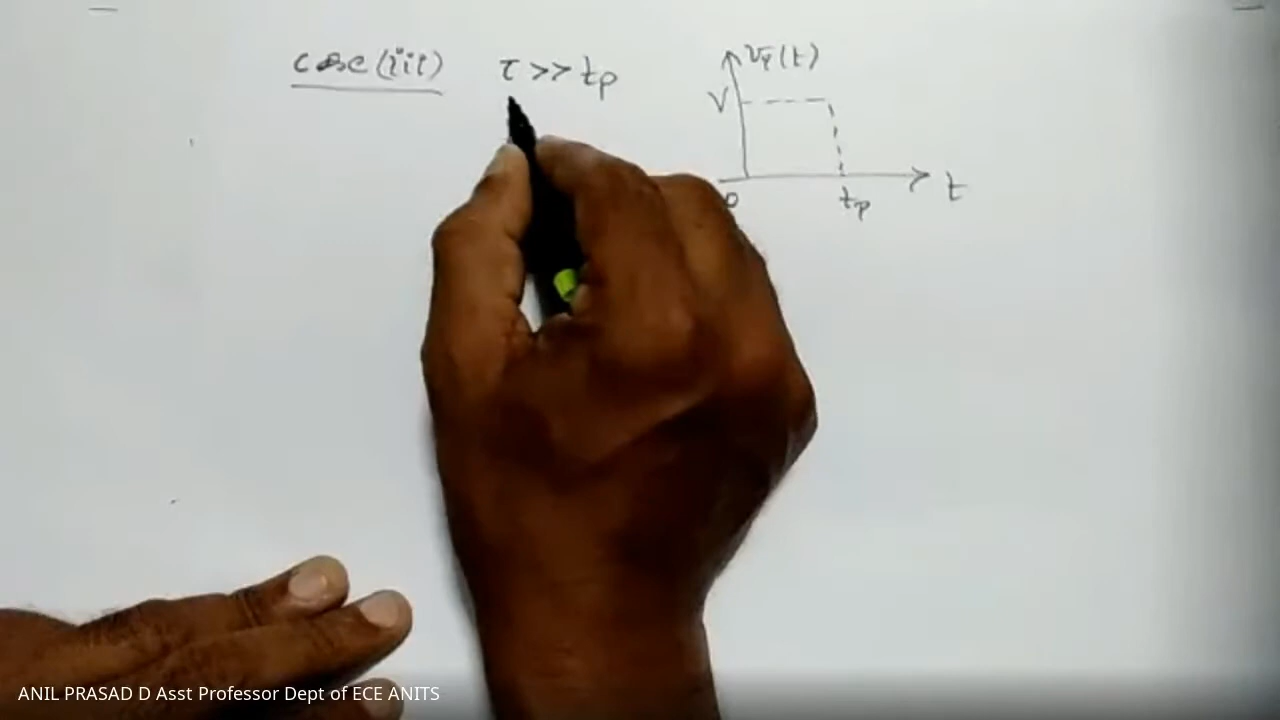 case (iii) τ >> tp
vi(t)
V
0 tp t
ANIL PRASAD D Asst Professor Dept of ECE ANITS